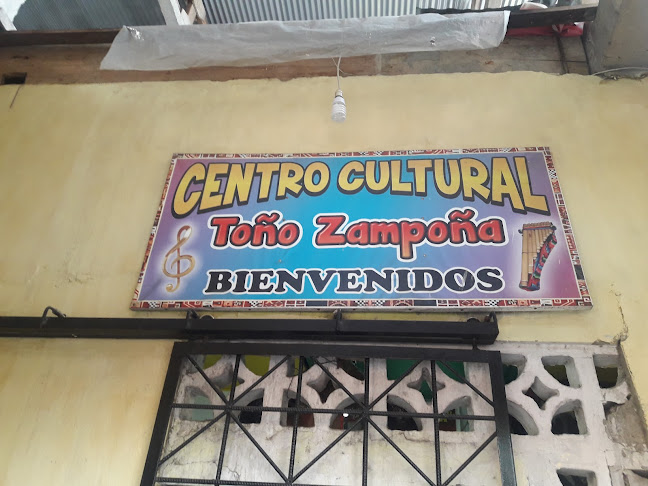 CENTRO CULTURAL
Toño Zampoña
BIENVENIDOS